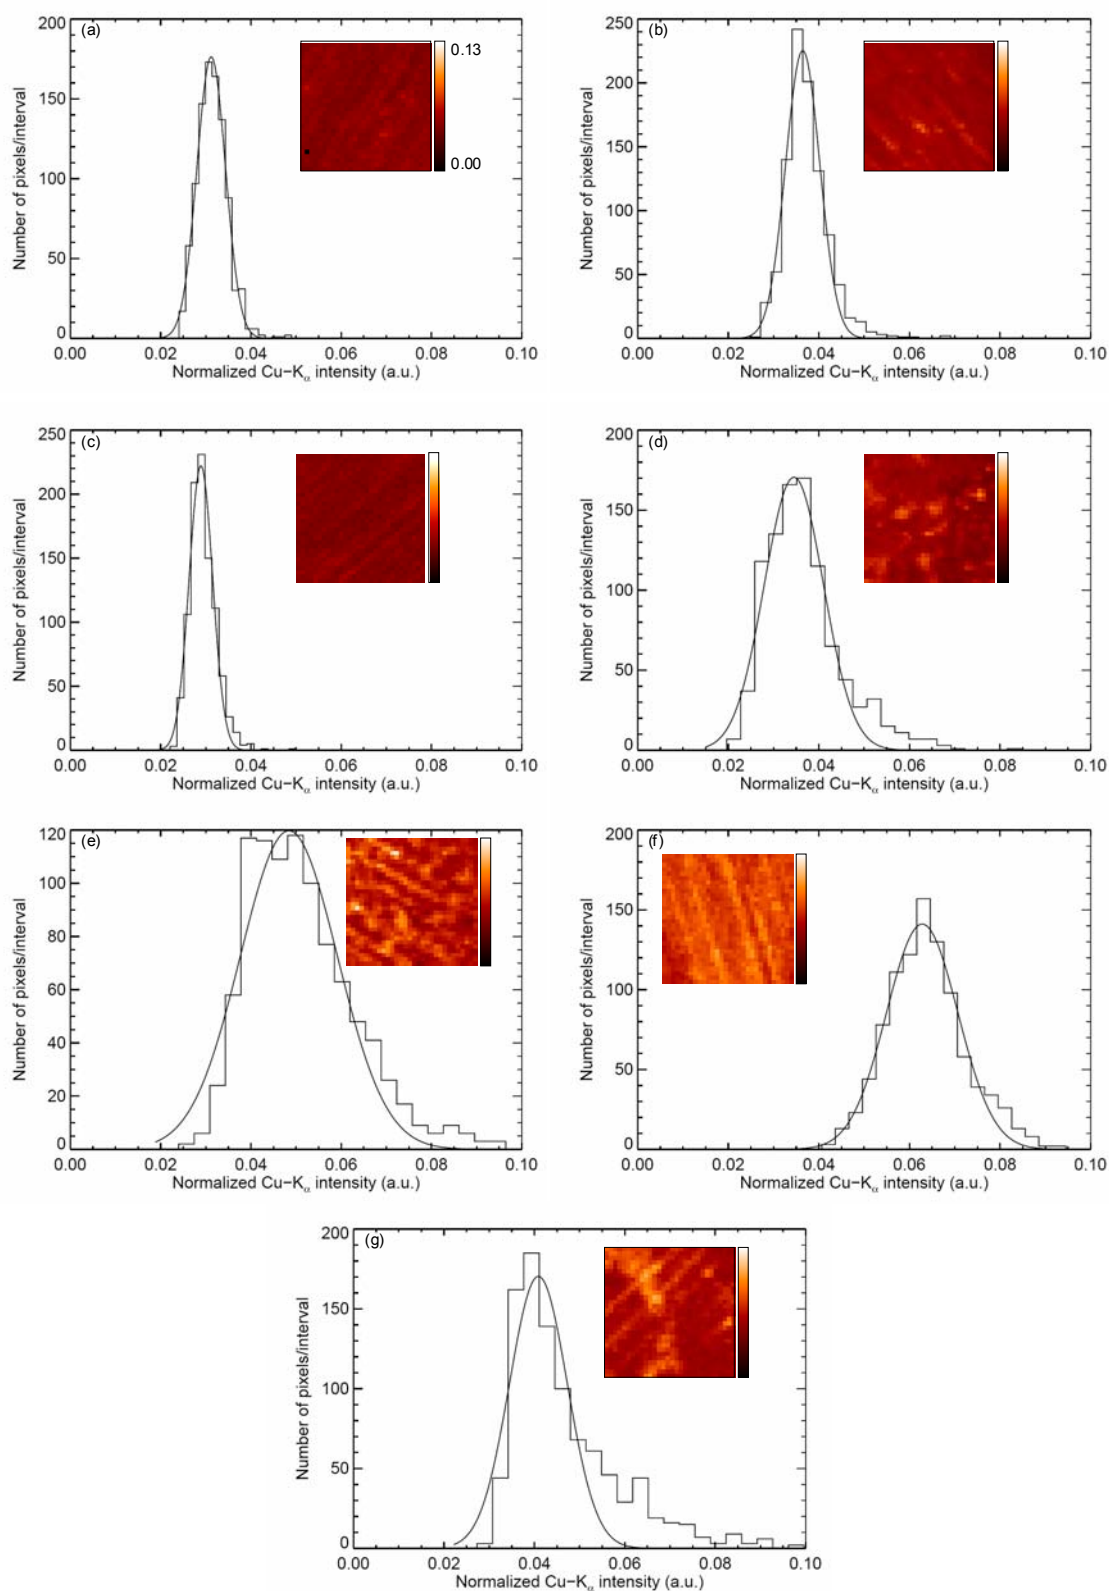 (a)
200
150
100
50
0
Number of pixels/interval
0.13
0.00
0.00 0.02 0.04 0.06 0.08 0.10
Normalized Cu−Kα intensity (a.u.)
(b)
250
200
150
100
50
0
Number of pixels/interval
0.00 0.02 0.04 0.06 0.08 0.10
Normalized Cu−Kα intensity (a.u.)
(c)
250
200
150
100
50
0
Number of pixels/interval
0.00 0.02 0.04 0.06 0.08 0.10
Normalized Cu−Kα intensity (a.u.)
(d)
200
150
100
50
0
Number of pixels/interval
0.00 0.02 0.04 0.06 0.08 0.10
Normalized Cu−Kα intensity (a.u.)
(e)
120
100
80
60
40
20
0
Number of pixels/interval
0.00 0.02 0.04 0.06 0.08 0.10
Normalized Cu−Kα intensity (a.u.)
(f)
200
150
100
50
0
Number of pixels/interval
0.00 0.02 0.04 0.06 0.08 0.10
Normalized Cu−Kα intensity (a.u.)
(g)
200
150
100
50
0
Number of pixels/interval
0.00 0.02 0.04 0.06 0.08 0.10
Normalized Cu−Kα intensity (a.u.)